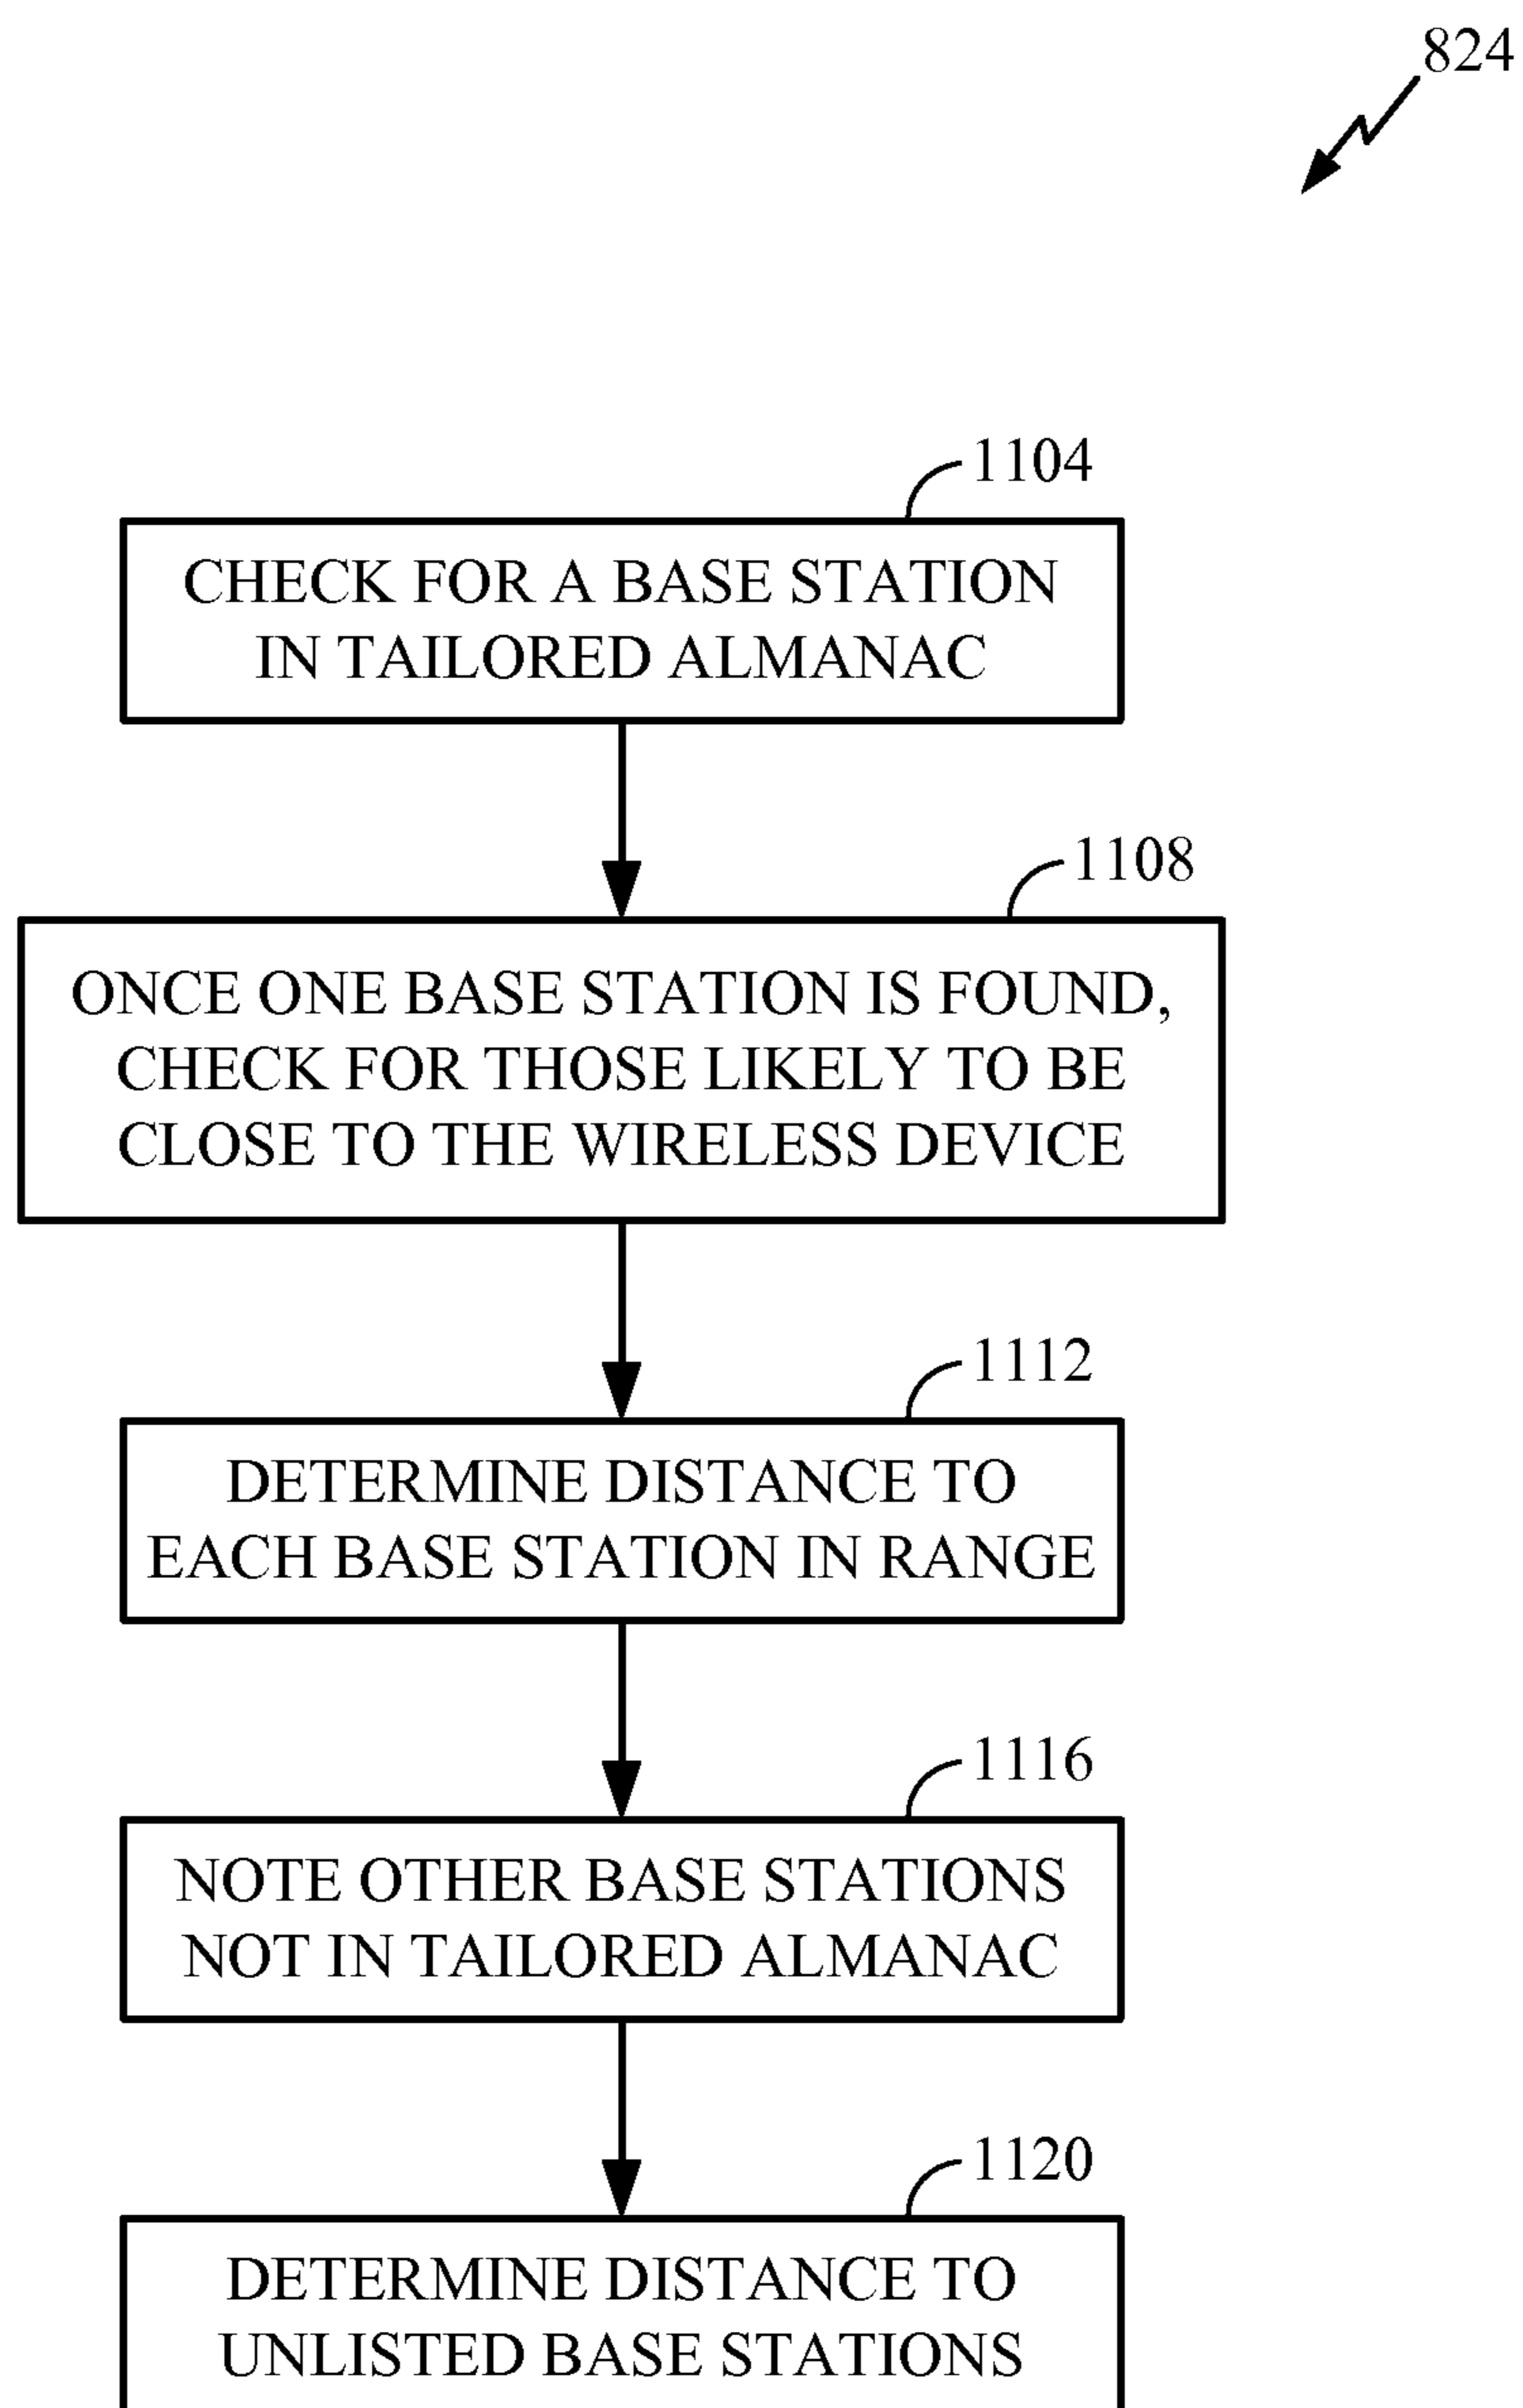 824
1104
CHECK FOR A BASE STATION
IN TAILORED ALMANAC
1108
ONCE ONE BASE STATION IS FOUND,
CHECK FOR THOSE LIKELY TO BE
CLOSE TO THE WIRELESS DEVICE
1112
DETERMINE DISTANCE TO
EACH BASE STATION IN RANGE
1116
NOTE OTHER BASE STATIONS
NOT IN TAILORED ALMANAC
1120
DETERMINE DISTANCE TO
UNLISTED BASE STATIONS